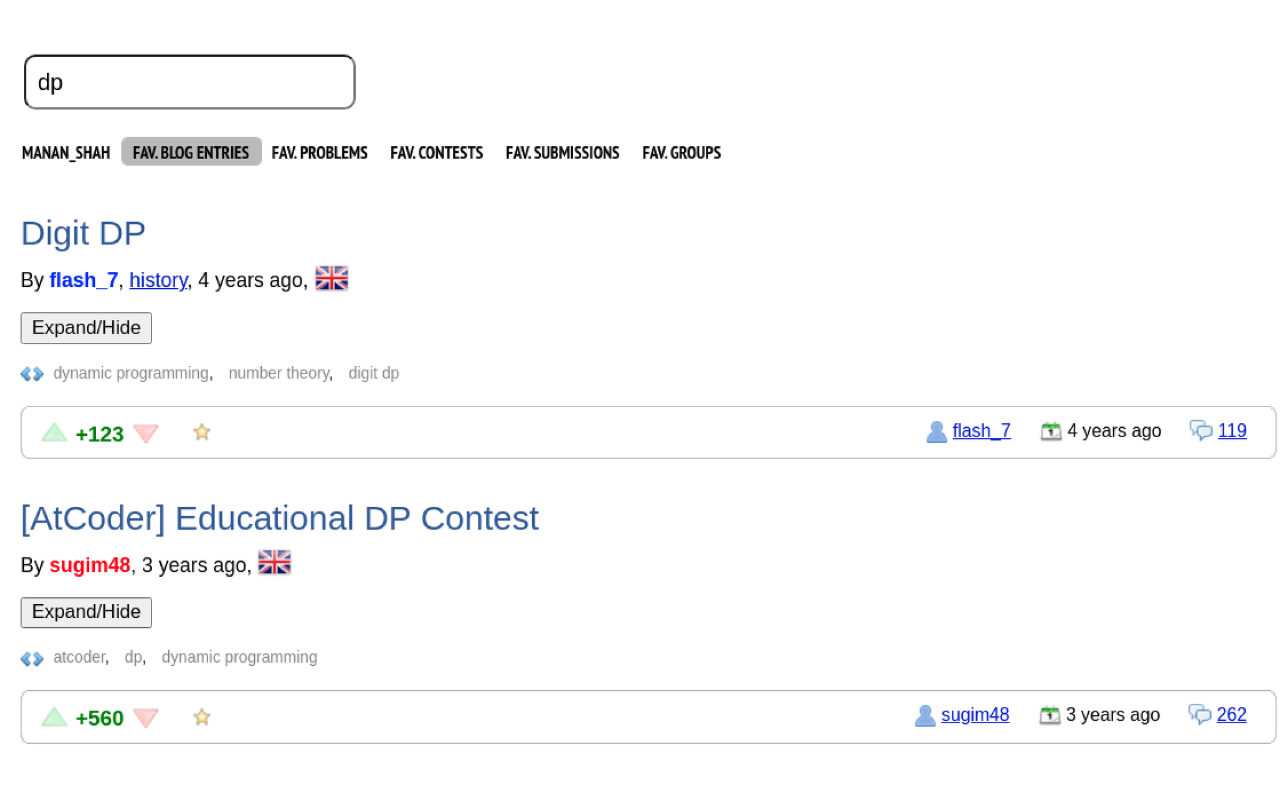 dp
MANAN_SHAH FAV. BLOG ENTRIES FAV. PROBLEMS FAV. CONTESTS FAV. SUBMISSIONS FAV. GROUPS
Digit DP
By flash_7, history, 4 years ago,
Expand/Hide
dynamic programming, number theory, digit dp
+123 flash_7 4 years ago 119
[AtCoder] Educational DP Contest
By sugim48, 3 years ago,
Expand/Hide
atcoder, dp, dynamic programming
+560 sugim48 3 years ago 262